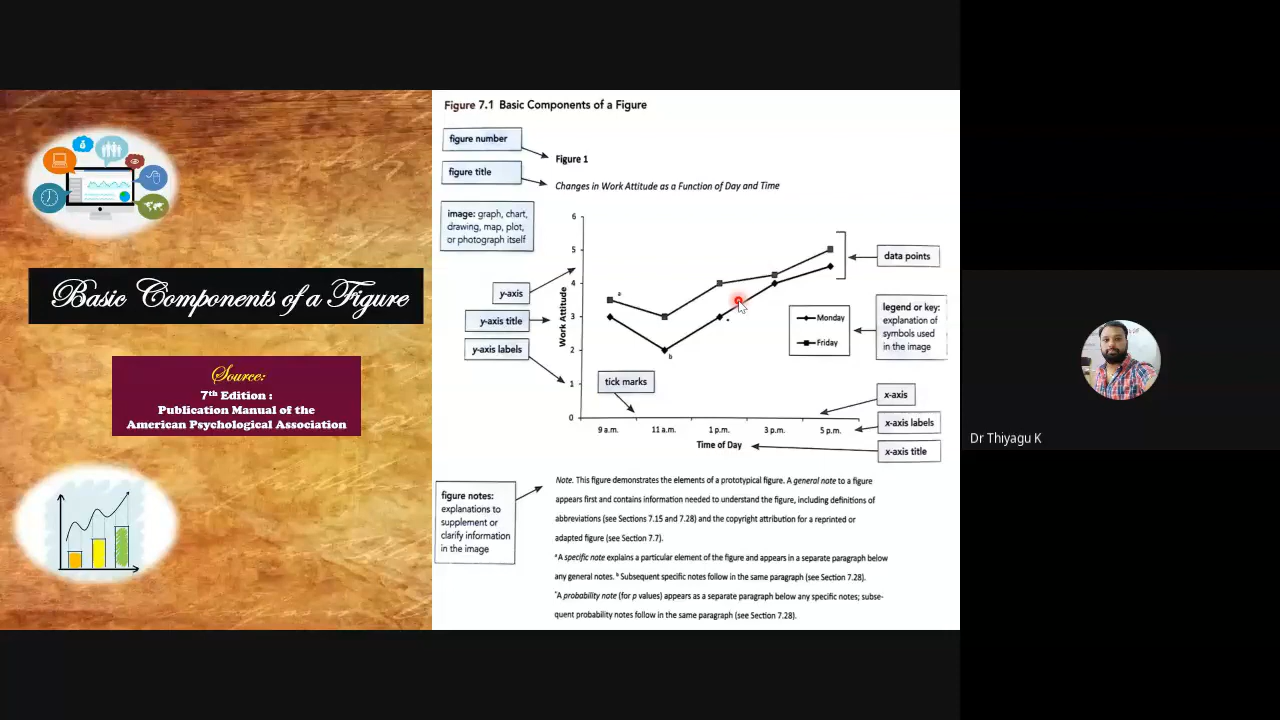 Basic Components of a Figure
Source:
7th Edition :
Publication Manual of the
American Psychological Association
Figure 7.1 Basic Components of a Figure
figure number
Figure 1
figure title
Changes in Work Attitude as a Function of Day and Time
image: graph, chart,
drawing, map, plot,
or photograph itself
y-axis
y-axis title
y-axis labels
Work Attitude
6
5
4
3
2
1
0
a
b
*
tick marks
data points
Monday
Friday
legend or key:
explanation of
symbols used
in the image
x-axis
9 a.m. 11 a.m. 1 p.m. 3 p.m. 5 p.m.
x-axis labels
Time of Day
x-axis title
figure notes:
explanations to
supplement or
clarify information
in the image
Note. This figure demonstrates the elements of a prototypical figure. A general note to a figure
appears first and contains information needed to understand the figure, including definitions of
abbreviations (see Sections 7.15 and 7.28) and the copyright attribution for a reprinted or
adapted figure (see Section 7.7).
a A specific note explains a particular element of the figure and appears in a separate paragraph below
any general notes. b Subsequent specific notes follow in the same paragraph (see Section 7.28).
*A probability note (for p values) appears as a separate paragraph below any specific notes; subse-
quent probability notes follow in the same paragraph (see Section 7.28).
Dr Thiyagu K